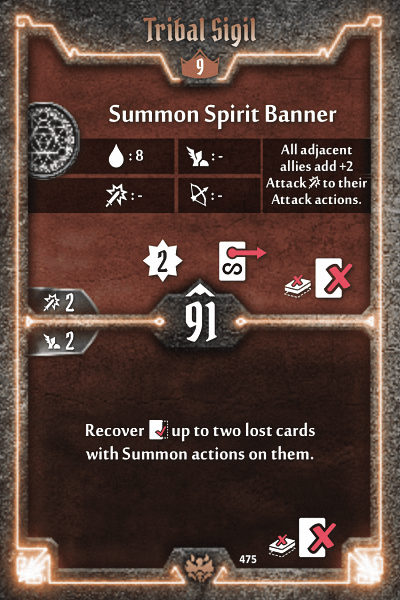 Tribal Sigil
9
Summon Spirit Banner
: 8
: -
: -
: -
All adjacent
allies add +2
Attack to their
Attack actions.
2
2
91
2
Recover up to two lost cards
with Summon actions on them.
475